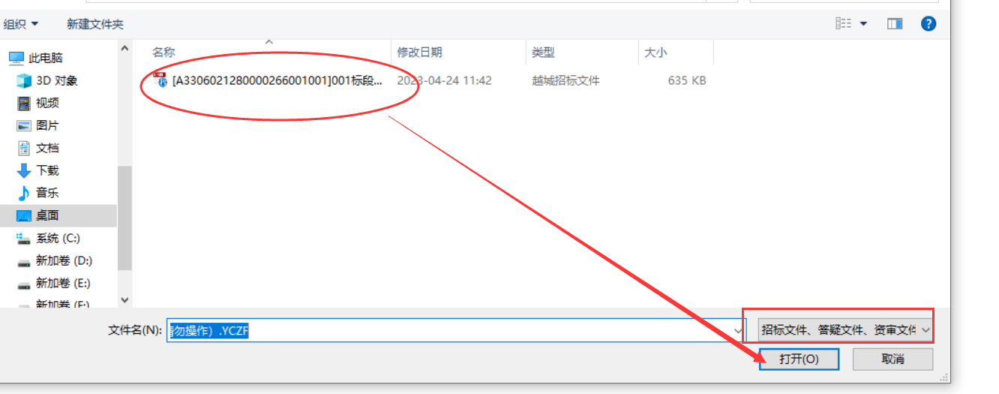 组织 新建文件夹
名称 修改日期 类型 大小
此电脑
3D 对象
[A3306021280000266001001]001标段... 2023-04-24 11:42 越城招标文件 635 KB
视频
图片
文档
下载
音乐
桌面
系统 (C:)
新加卷 (D:)
新加卷 (E:)
新加卷 (F:)
文件名(N): 勿操作）.YCZF 招标文件、答疑文件、资审文件
打开(O) 取消